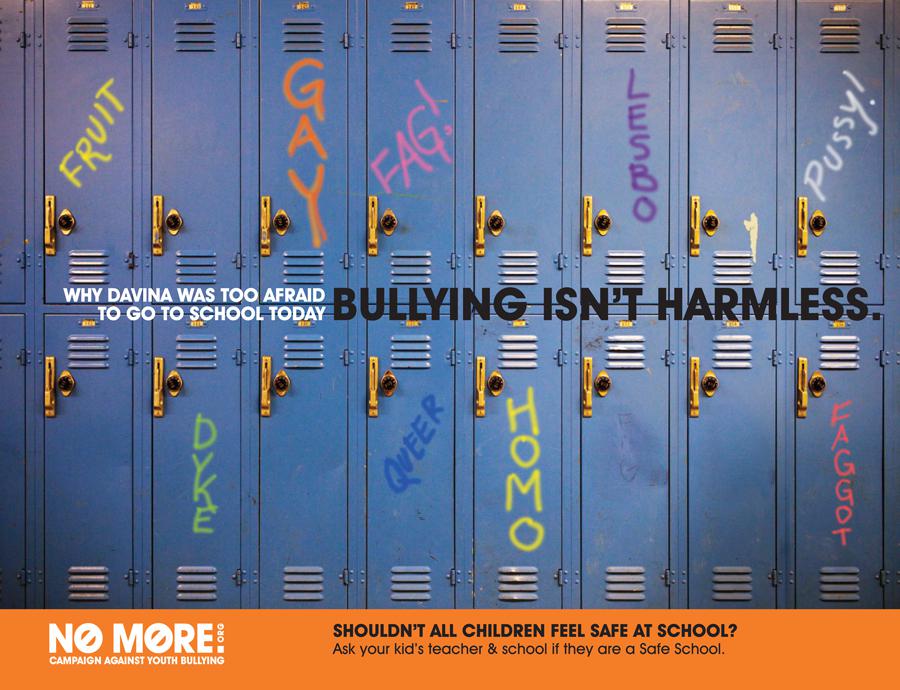 FRUIT
GAY
FAG!
LESBO
PUSSY!
WHY DAVINA WAS TOO AFRAID
TO GO TO SCHOOL TODAY
BULLYING ISN'T HARMLESS.
DYKE
QUEER
HOMO
FAGGOT
NØ MØRE!.ORG
CAMPAIGN AGAINST YOUTH BULLYING
SHOULDN'T ALL CHILDREN FEEL SAFE AT SCHOOL?
Ask your kid's teacher & school if they are a Safe School.